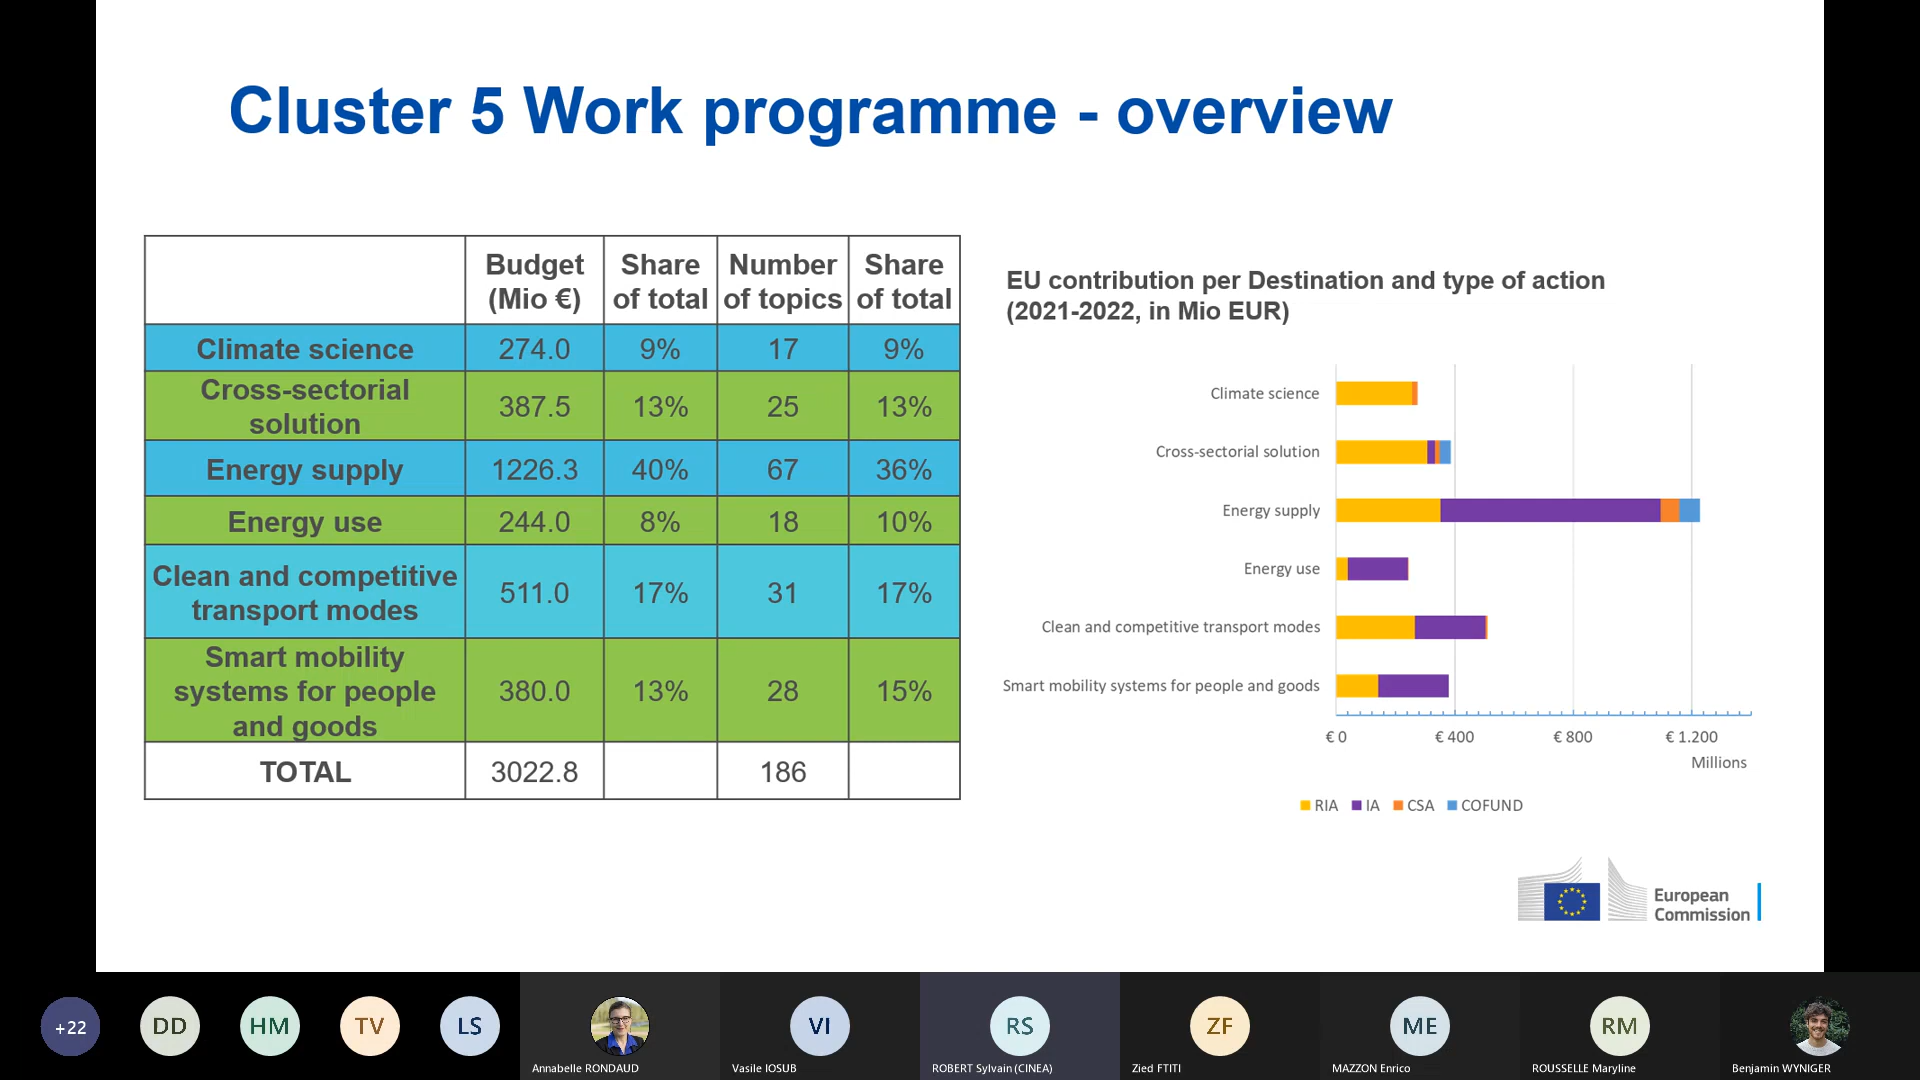 Cluster 5 Work programme - overview
Budget (Mio €) Share of total Number of topics Share of total
Climate science 274.0 9% 17 9%
Cross-sectorial solution 387.5 13% 25 13%
Energy supply 1226.3 40% 67 36%
Energy use 244.0 8% 18 10%
Clean and competitive transport modes 511.0 17% 31 17%
Smart mobility systems for people and goods 380.0 13% 28 15%
TOTAL 3022.8 186
EU contribution per Destination and type of action
(2021-2022, in Mio EUR)
Climate science
Cross-sectorial solution
Energy supply
Energy use
Clean and competitive transport modes
Smart mobility systems for people and goods
€ 0 € 400 € 800 € 1.200
Millions
RIA IA CSA COFUND
European
Commission
+22 DD HM TV LS VI RS ZF ME RM
Annabelle RONDAUD Vasile IOSUB ROBERT Sylvain (CINEA) Zied FTITI MAZZON Enrico ROUSSELLE Maryline Benjamin WYNIGER